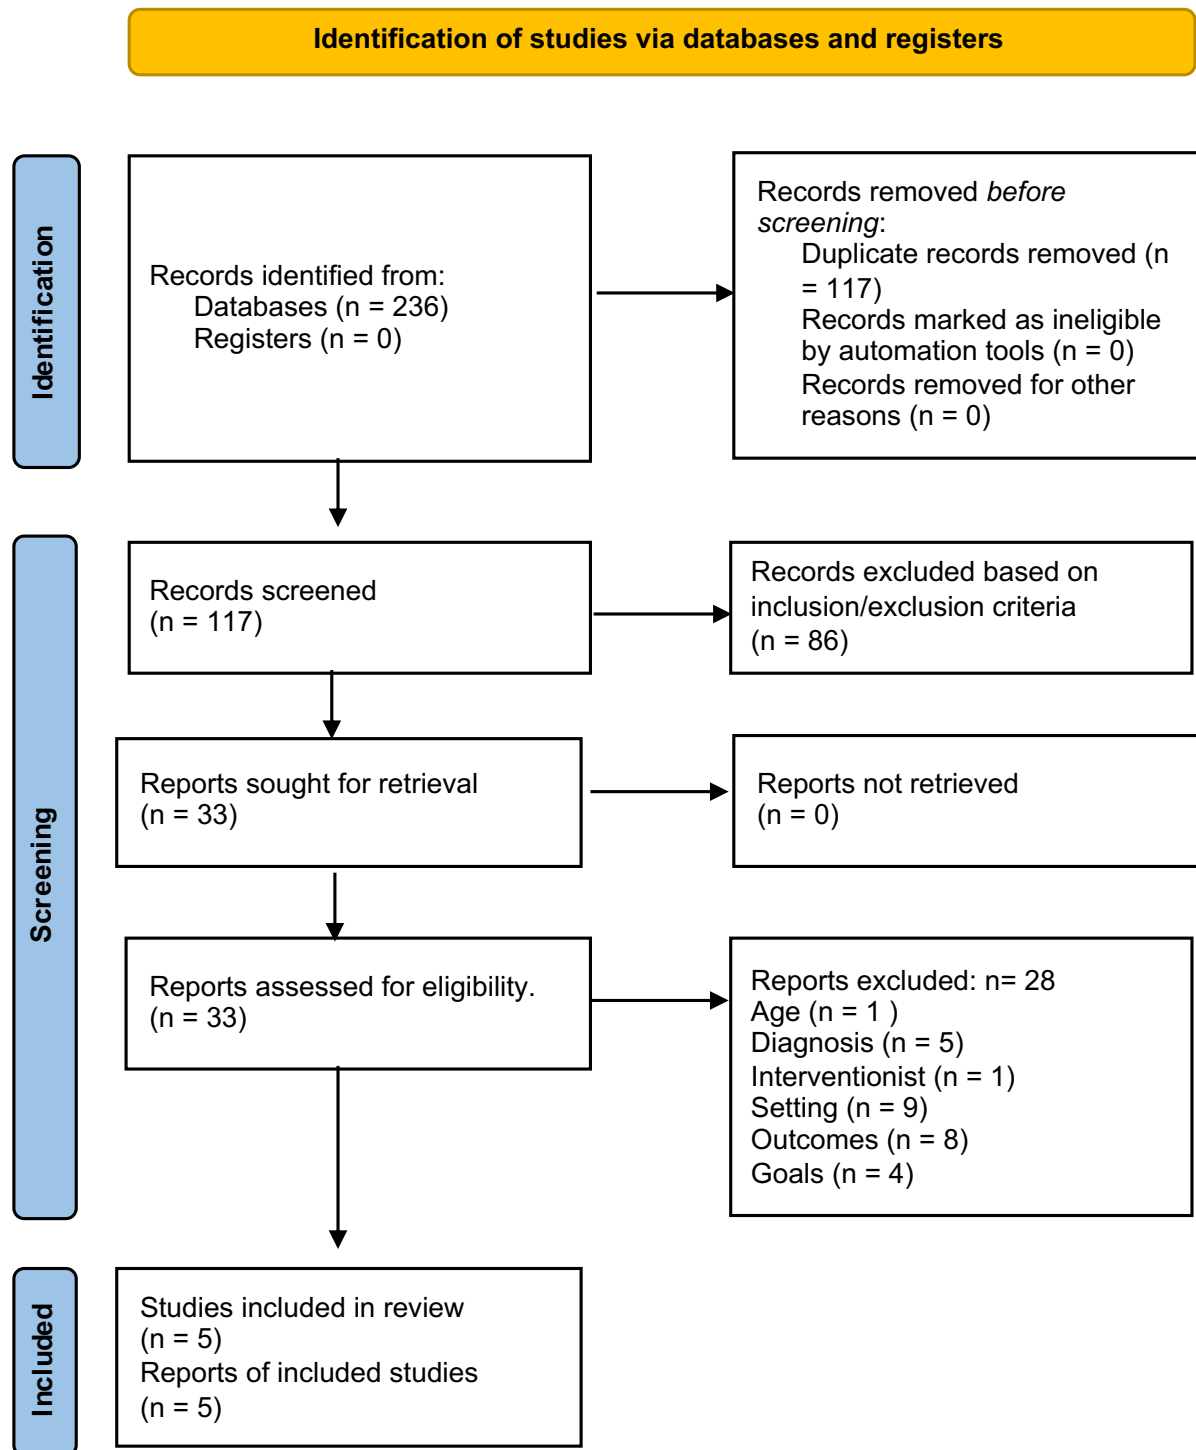 Identification of studies via databases and registers
Identification
Records identified from:
Databases (n = 236)
Registers (n = 0)
Records removed before
screening:
Duplicate records removed (n
= 117)
Records marked as ineligible
by automation tools (n = 0)
Records removed for other
reasons (n = 0)
Screening
Records screened
(n = 117)
Records excluded based on
inclusion/exclusion criteria
(n = 86)
Reports sought for retrieval
(n = 33)
Reports not retrieved
(n = 0)
Reports assessed for eligibility.
(n = 33)
Reports excluded: n= 28
Age (n = 1 )
Diagnosis (n = 5)
Interventionist (n = 1)
Setting (n = 9)
Outcomes (n = 8)
Goals (n = 4)
Included
Studies included in review
(n = 5)
Reports of included studies
(n = 5)